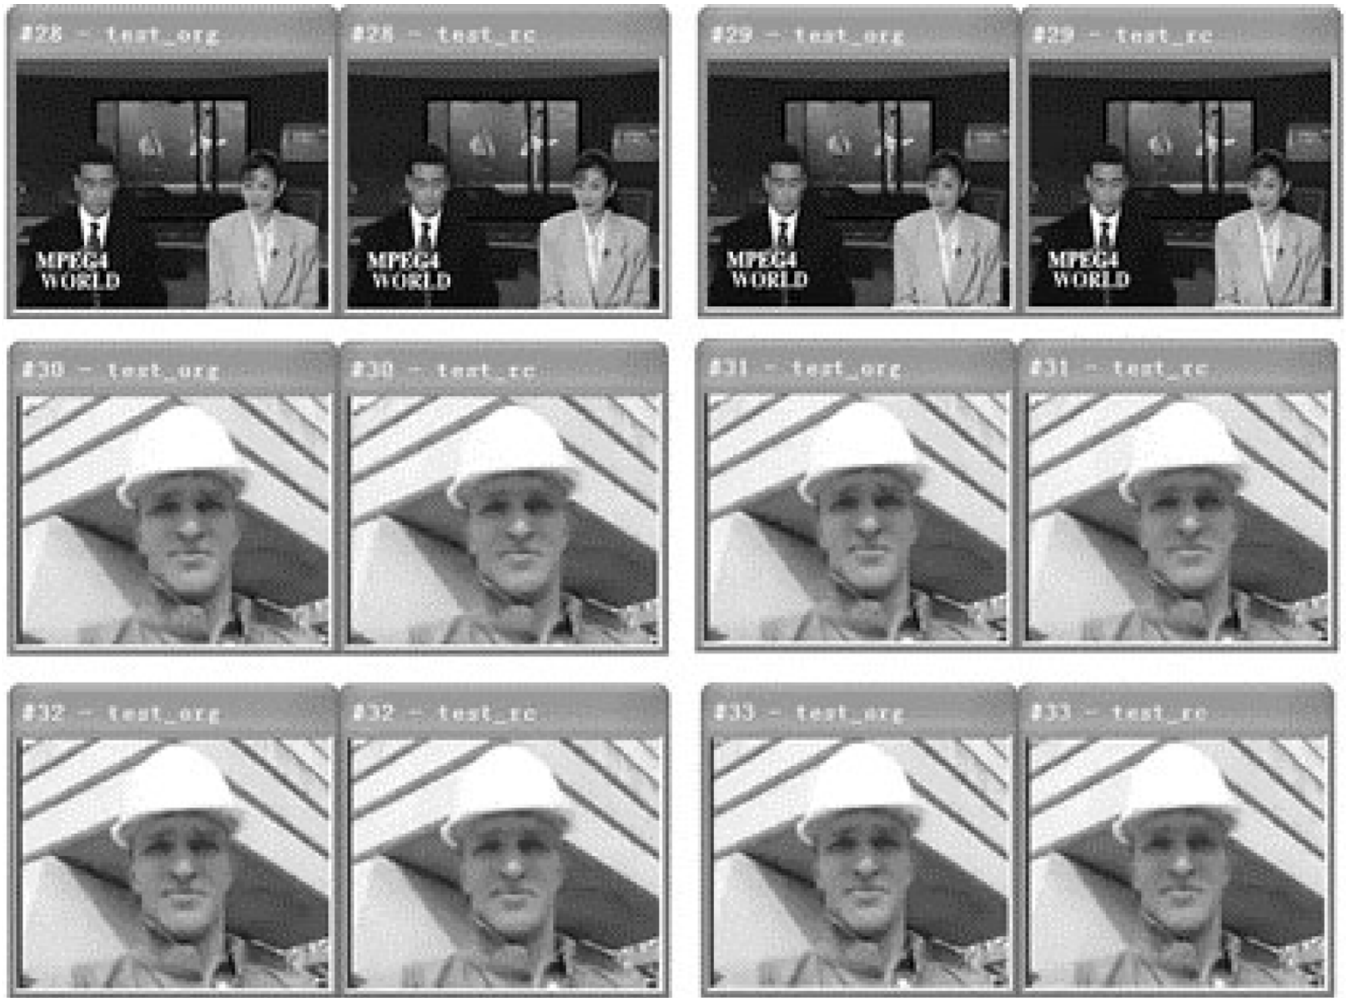 #28 - test_org
#28 - test_rc
#29 - test_org
#29 - test_rc
MPEG4
WORLD
MPEG4
WORLD
MPEG4
WORLD
MPEG4
WORLD
#30 - test_org
#30 - test_rc
#31 - test_org
#31 - test_rc
#32 - test_org
#32 - test_rc
#33 - test_org
#33 - test_rc